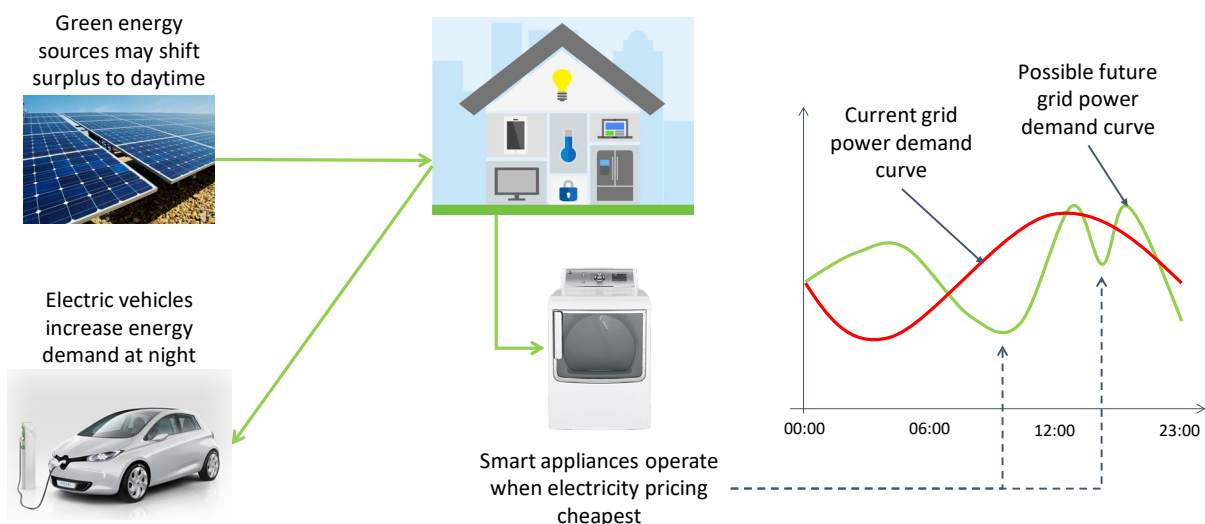 Green energy
sources may shift
surplus to daytime
Electric vehicles
increase energy
demand at night
Smart appliances operate
when electricity pricing
cheapest
Current grid
power demand
curve
Possible future
grid power
demand curve
00:00
06:00
12:00
23:00